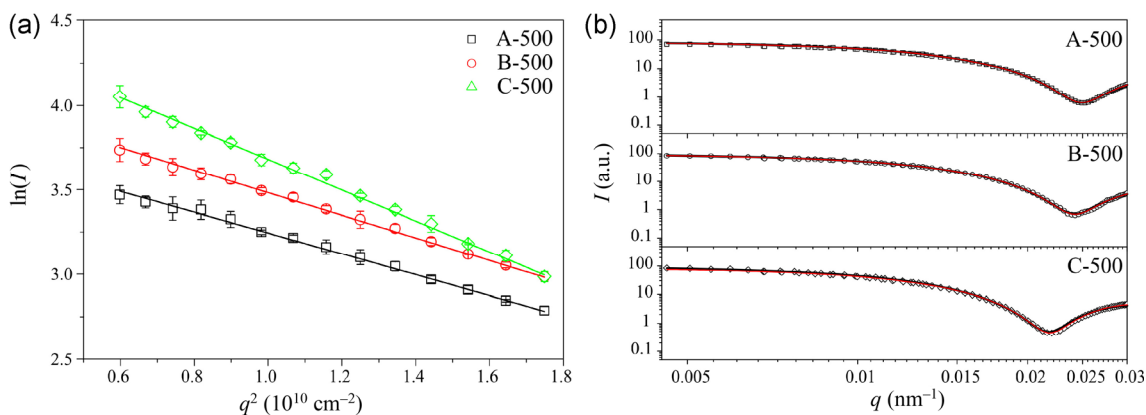 (a)
4.5
4.0
3.5
3.0
2.5
ln(I)
A-500
B-500
C-500
0.6 0.8 1.0 1.2 1.4 1.6 1.8
q² (10¹⁰ cm⁻²)
(b)
100
10
1
0.1
A-500
100
10
1
0.1
B-500
100
10
1
0.1
C-500
I (a.u.)
0.005 0.01 0.015 0.02 0.025 0.03
q (nm⁻¹)